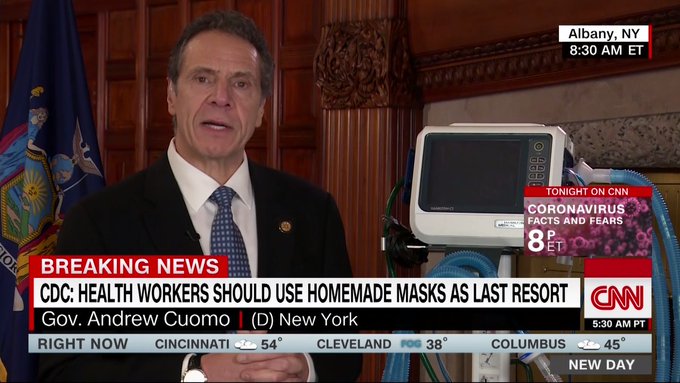 Albany, NY
8:30 AM ET
TONIGHT ON CNN
CORONAVIRUS
FACTS AND FEARS
8P
ET
BREAKING NEWS
CDC: HEALTH WORKERS SHOULD USE HOMEMADE MASKS AS LAST RESORT
Gov. Andrew Cuomo | (D) New York
CNN
5:30 AM PT
RIGHT NOW CINCINNATI 54° CLEVELAND FOG 38° COLUMBUS 45°
NEW DAY